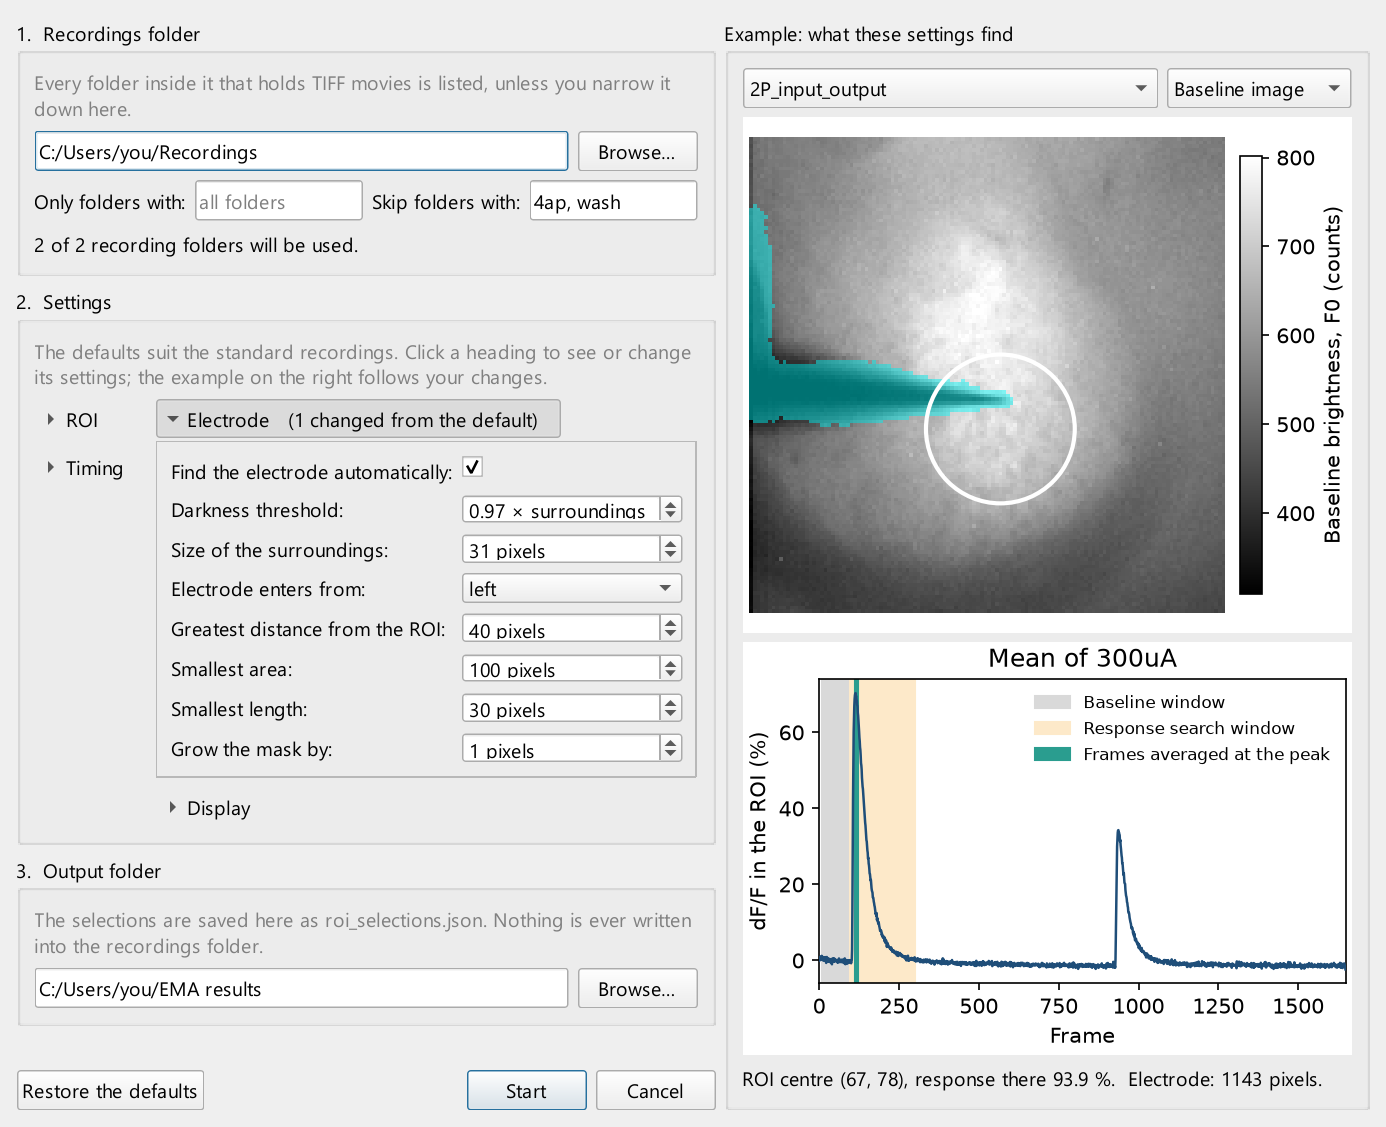 1. Recordings folder
Every folder inside it that holds TIFF movies is listed, unless you narrow it
down here.
C:/Users/you/Recordings
Browse...
Only folders with:
all folders
Skip folders with:
4ap, wash
2 of 2 recording folders will be used.
2. Settings
The defaults suit the standard recordings. Click a heading to see or change
its settings; the example on the right follows your changes.
ROI
Electrode (1 changed from the default)
Timing
Find the electrode automatically:
Darkness threshold:
0.97 × surroundings
Size of the surroundings:
31 pixels
Electrode enters from:
left
Greatest distance from the ROI:
40 pixels
Smallest area:
100 pixels
Smallest length:
30 pixels
Grow the mask by:
1 pixels
Display
3. Output folder
The selections are saved here as roi_selections.json. Nothing is ever written
into the recordings folder.
C:/Users/you/EMA results
Browse...
Restore the defaults
Start
Cancel
Example: what these settings find
2P_input_output
Baseline image
800
700
600
500
400
Baseline brightness, F0 (counts)
Mean of 300uA
Baseline window
Response search window
Frames averaged at the peak
dF/F in the ROI (%)
60
40
20
0
0 250 500 750 1000 1250 1500
Frame
ROI centre (67, 78), response there 93.9 %. Electrode: 1143 pixels.